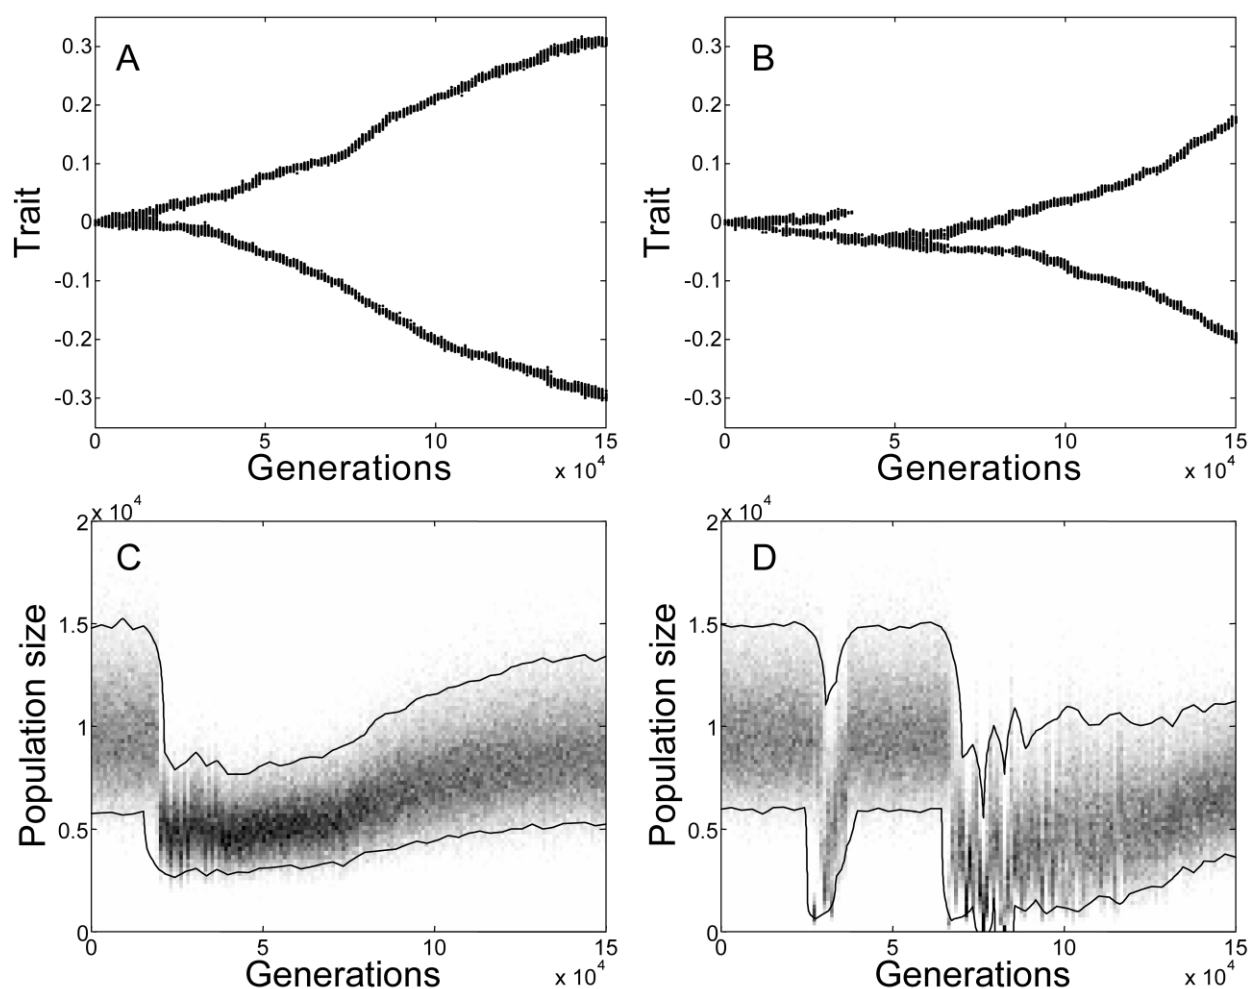 A
0.3
0.2
0.1
0
-0.1
-0.2
-0.3
Trait
0 5 10 15
Generations x 10^4
B
0.3
0.2
0.1
0
-0.1
-0.2
-0.3
Trait
0 5 10 15
Generations x 10^4
2 x 10^4
C
1.5
1
0.5
0
Population size
0 5 10 15
Generations x 10^4
2 x 10^4
D
1.5
1
0.5
0
Population size
0 5 10 15
Generations x 10^4